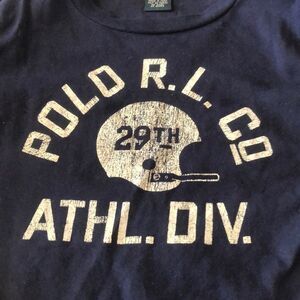 POLO R.L. CO
29TH
ATHL. DIV.